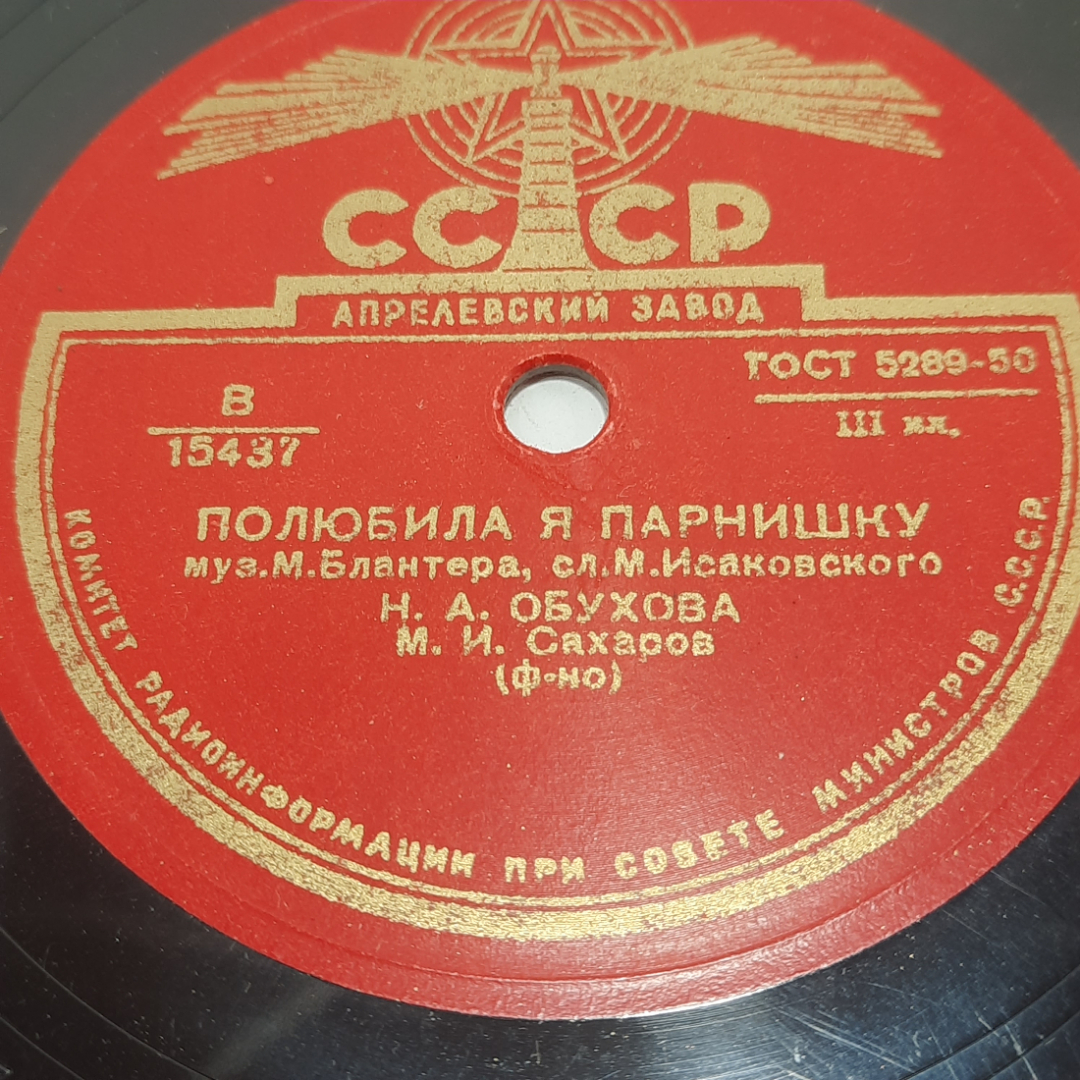 СССР
АПРЕЛЕВСКИЙ ЗАВОД
ГОСТ 5289-50
В
III кл,
15437
ПОЛЮБИЛА Я ПАРНИШКУ
муз.М.Блантера, сл.М.Исаковского
Н. А. ОБУХОВА
М. И. Сахаров
(ф-но)
КОМИТЕТ РАДИОИНФОРМАЦИИ ПРИ СОВЕТЕ МИНИСТРОВ С.С.С.Р.